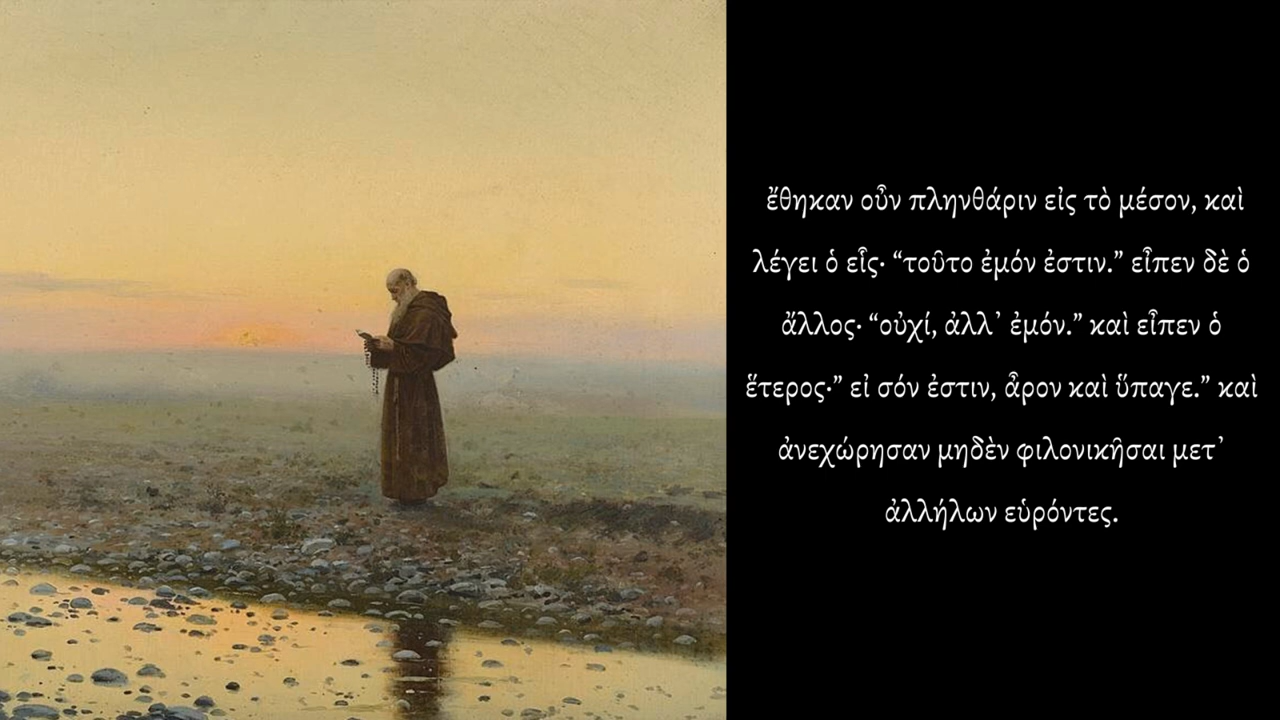 ἔθηκαν οὖν πληνθάριν εἰς τὸ μέσον, καὶ
λέγει ὁ εἷς· “τοῦτο ἐμόν ἐστιν.” εἶπεν δὲ ὁ
ἄλλος· “οὐχί, ἀλλ᾽ ἐμόν.” καὶ εἶπεν ὁ
ἕτερος·” εἰ σόν ἐστιν, ἆρον καὶ ὕπαγε.” καὶ
ἀνεχώρησαν μηδὲν φιλονικῆσαι μετ᾽
ἀλλήλων εὑρόντες.